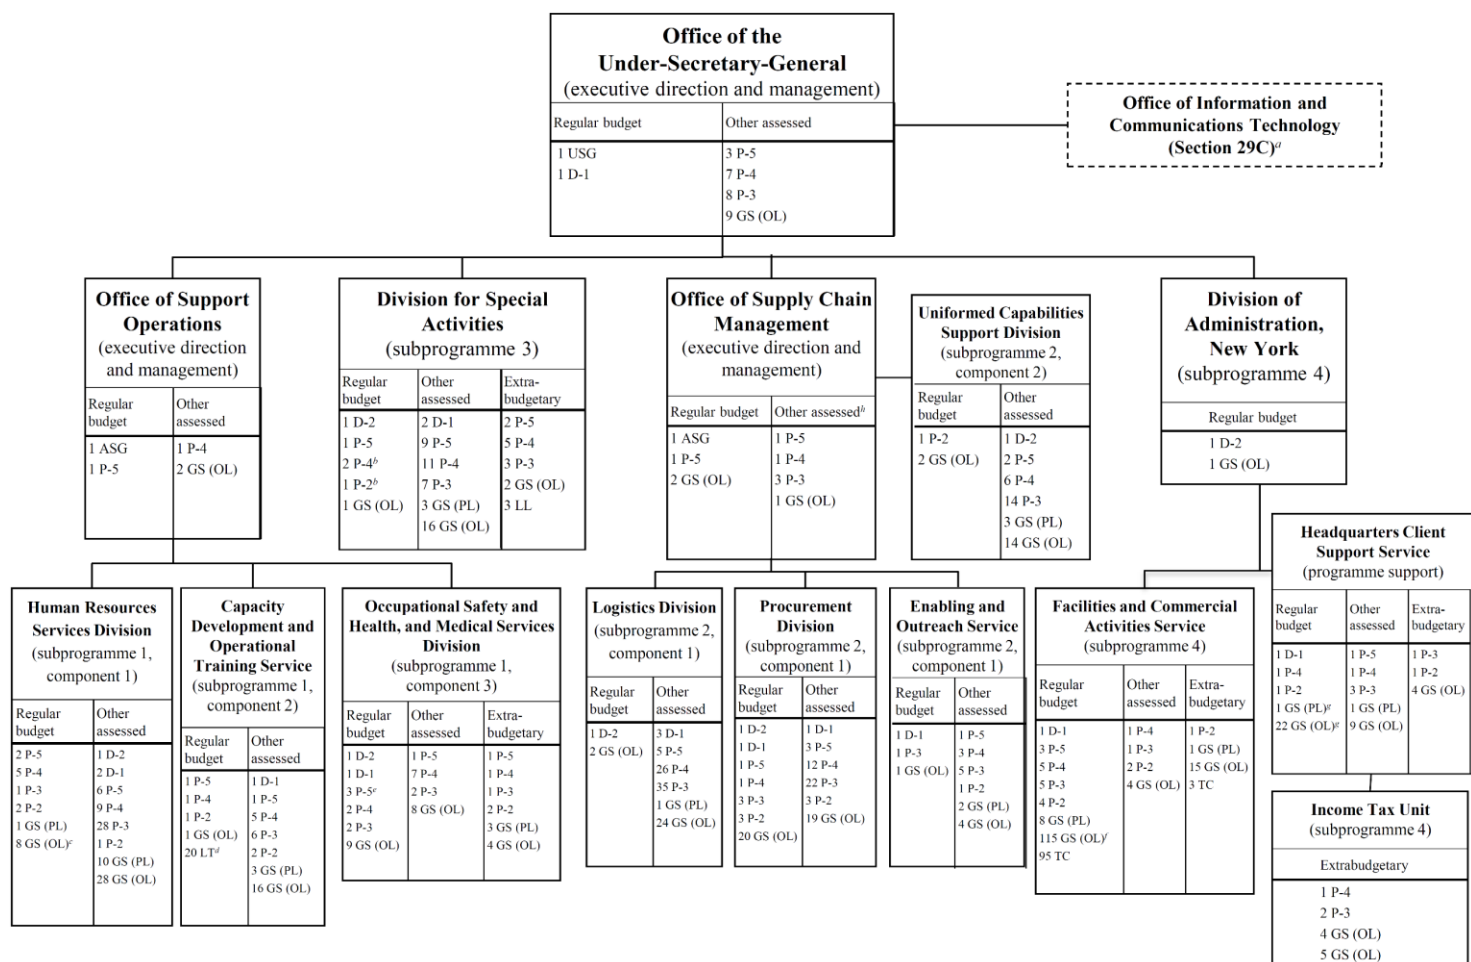 Office of the
Under-Secretary-General
(executive direction and management)
Regular budget
Other assessed
1 USG
1 D-1
3 P-5
7 P-4
8 P-3
9 GS (OL)
Office of Information and
Communications Technology
(Section 29C)a
Office of Support
Operations
(executive direction
and management)
Regular
budget
Other
assessed
1 ASG
1 P-5
1 P-4
2 GS (OL)
Division for Special
Activities
(subprogramme 3)
Regular
budget
Other
assessed
Extra-
budgetary
1 D-2
1 P-5
2 P-4b
1 P-2b
1 GS (OL)
2 D-1
9 P-5
11 P-4
7 P-3
3 GS (PL)
16 GS (OL)
2 P-5
5 P-4
3 P-3
2 GS (OL)
3 LL
Office of Supply Chain
Management
(executive direction and
management)
Regular budget
Other assessedh
1 ASG
1 P-5
2 GS (OL)
1 P-5
1 P-4
3 P-3
1 GS (OL)
Uniformed Capabilities
Support Division
(subprogramme 2,
component 2)
Regular
budget
Other
assessed
1 P-2
2 GS (OL)
1 D-2
2 P-5
6 P-4
14 P-3
3 GS (PL)
14 GS (OL)
Division of
Administration,
New York
(subprogramme 4)
Regular budget
1 D-2
1 GS (OL)
Human Resources
Services Division
(subprogramme 1,
component 1)
Regular
budget
Other
assessed
2 P-5
5 P-4
1 P-3
2 P-2
1 GS (PL)
8 GS (OL)c
1 D-2
2 D-1
6 P-5
9 P-4
28 P-3
1 P-2
10 GS (PL)
28 GS (OL)
Capacity
Development and
Operational
Training Service
(subprogramme 1,
component 2)
Regular
budget
Other
assessed
1 P-5
1 P-4
1 P-2
1 GS (OL)
20 LTd
1 D-1
1 P-5
5 P-4
6 P-3
2 P-2
3 GS (PL)
16 GS (OL)
Occupational Safety and
Health, and Medical Services
Division
(subprogramme 1,
component 3)
Regular
budget
Other
assessed
Extra-
budgetary
1 D-2
1 D-1
3 P-5e
2 P-4
2 P-3
9 GS (OL)
1 P-5
7 P-4
2 P-3
8 GS (OL)
1 P-5
1 P-4
1 P-3
2 P-2
3 GS (PL)
4 GS (OL)
Logistics Division
(subprogramme 2,
component 1)
Regular
budget
Other
assessed
1 D-2
2 GS (OL)
3 D-1
5 P-5
26 P-4
35 P-3
1 GS (PL)
24 GS (OL)
Procurement
Division
(subprogramme 2,
component 1)
Regular
budget
Other
assessed
1 D-2
1 D-1
1 P-5
1 P-4
3 P-3
3 P-2
20 GS (OL)
1 D-1
3 P-5
12 P-4
22 P-3
3 P-2
19 GS (OL)
Enabling and
Outreach Service
(subprogramme 2,
component 1)
Regular
budget
Other
assessed
1 D-1
1 P-3
1 GS (OL)
1 P-5
3 P-4
5 P-3
1 P-2
2 GS (PL)
4 GS (OL)
Facilities and Commercial
Activities Service
(subprogramme 4)
Regular
budget
Other
assessed
Extra-
budgetary
1 D-1
3 P-5
5 P-4
5 P-3
4 P-2
8 GS (PL)
115 GS (OL)f
95 TC
1 P-4
1 P-3
2 P-2
4 GS (OL)
1 P-2
1 GS (PL)
15 GS (OL)
3 TC
Headquarters Client
Support Service
(programme support)
Regular
budget
Other
assessed
Extra-
budgetary
1 D-1
1 P-4
1 P-2
1 GS (PL)g
22 GS (OL)g
1 P-5
1 P-4
3 P-3
1 GS (PL)
9 GS (OL)
1 P-3
1 P-2
4 GS (OL)
Income Tax Unit
(subprogramme 4)
Extrabudgetary
1 P-4
2 P-3
4 GS (OL)
5 GS (OL)